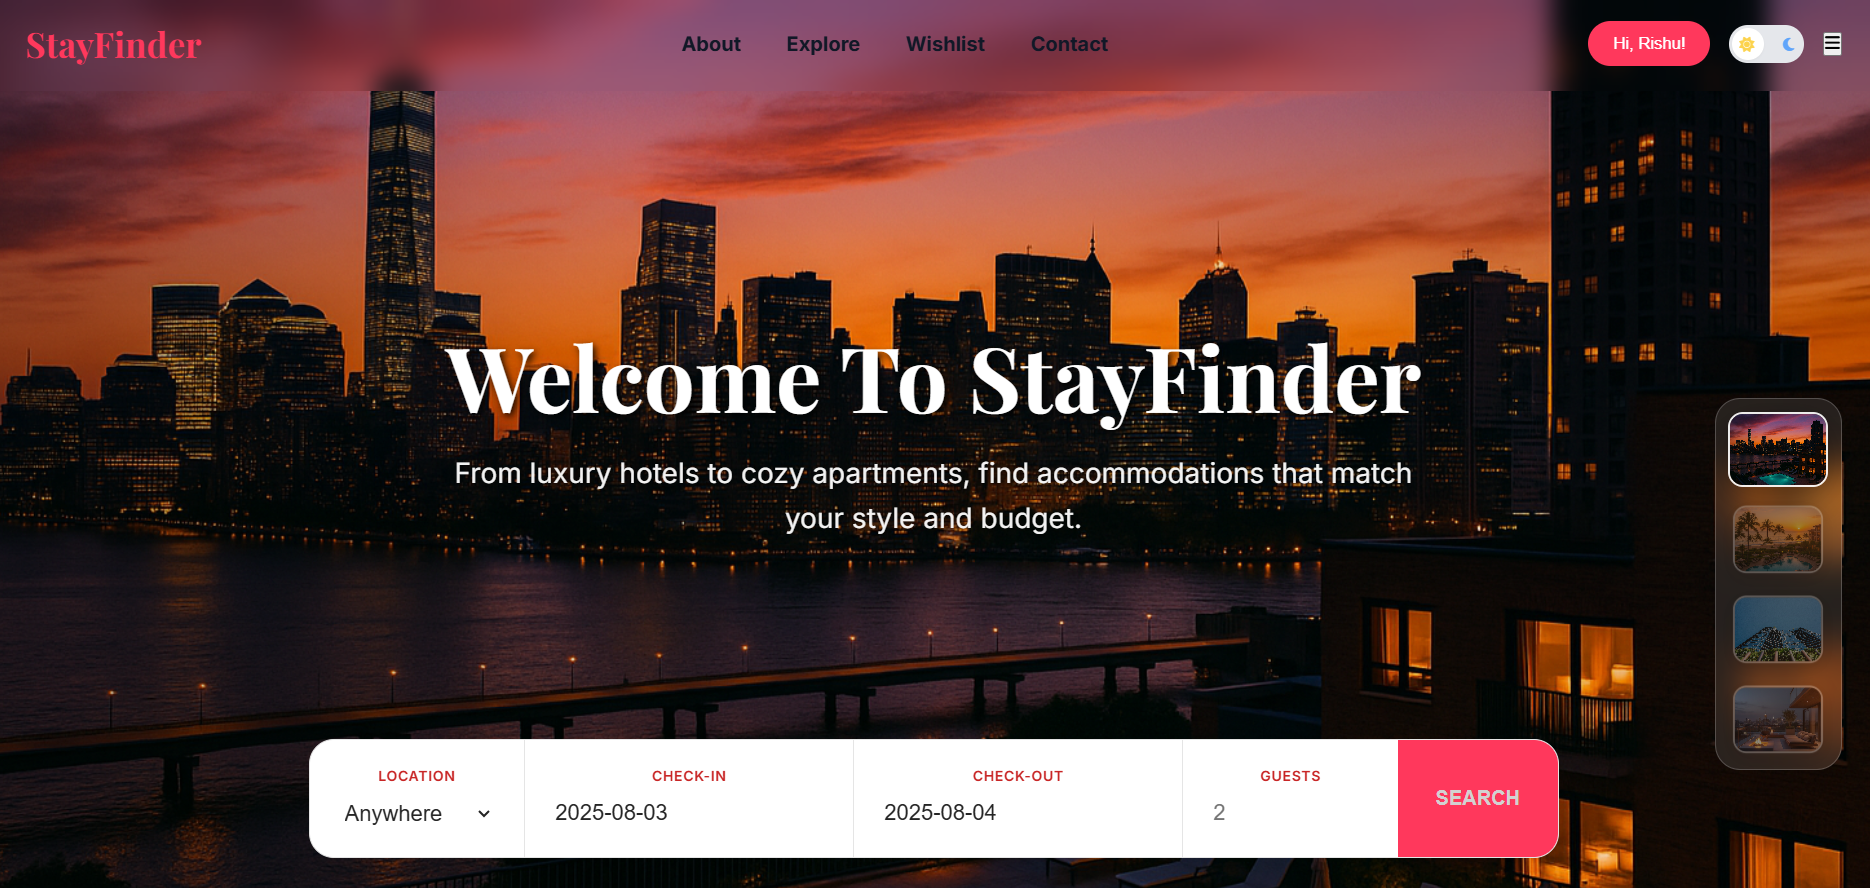 StayFinder
About
Explore
Wishlist
Contact
Hi, Rishu!
Welcome To StayFinder
From luxury hotels to cozy apartments, find accommodations that match
your style and budget.
LOCATION
Anywhere
CHECK-IN
2025-08-03
CHECK-OUT
2025-08-04
GUESTS
2
SEARCH